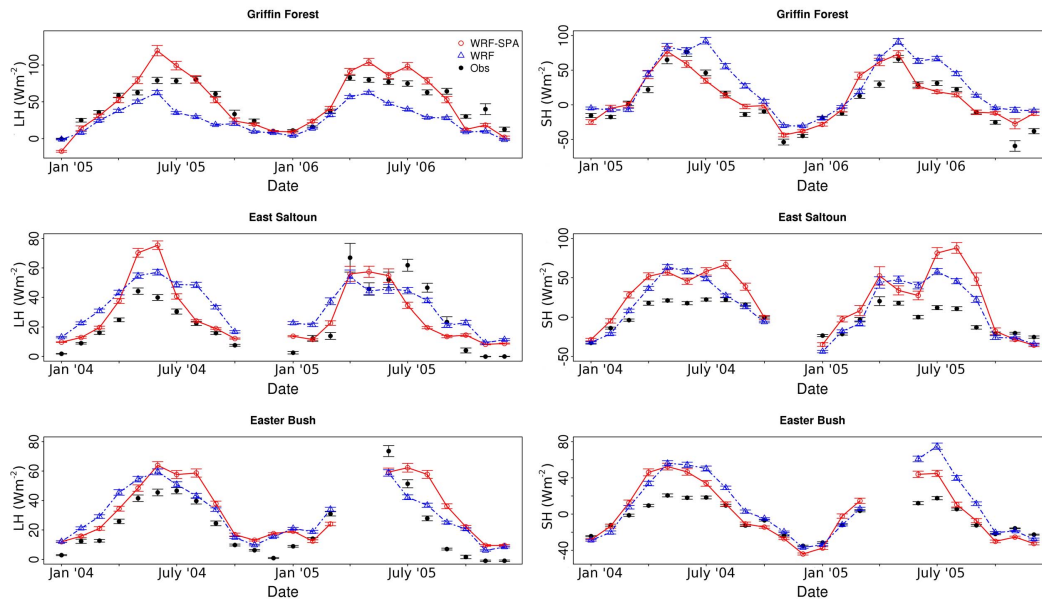 Griffin Forest
LH (Wm⁻²)
0 50 100
WRF-SPA
WRF
Obs
Jan '05 July '05 Jan '06 July '06
Date
Griffin Forest
SH (Wm⁻²)
-50 0 50 100
Jan '05 July '05 Jan '06 July '06
Date
East Saltoun
LH (Wm⁻²)
0 20 40 60 80
Jan '04 July '04 Jan '05 July '05
Date
East Saltoun
SH (Wm⁻²)
-50 0 50 100
Jan '04 July '04 Jan '05 July '05
Date
Easter Bush
LH (Wm⁻²)
0 20 40 60 80
Jan '04 July '04 Jan '05 July '05
Date
Easter Bush
SH (Wm⁻²)
-40 0 20 40 60 80
Jan '04 July '04 Jan '05 July '05
Date